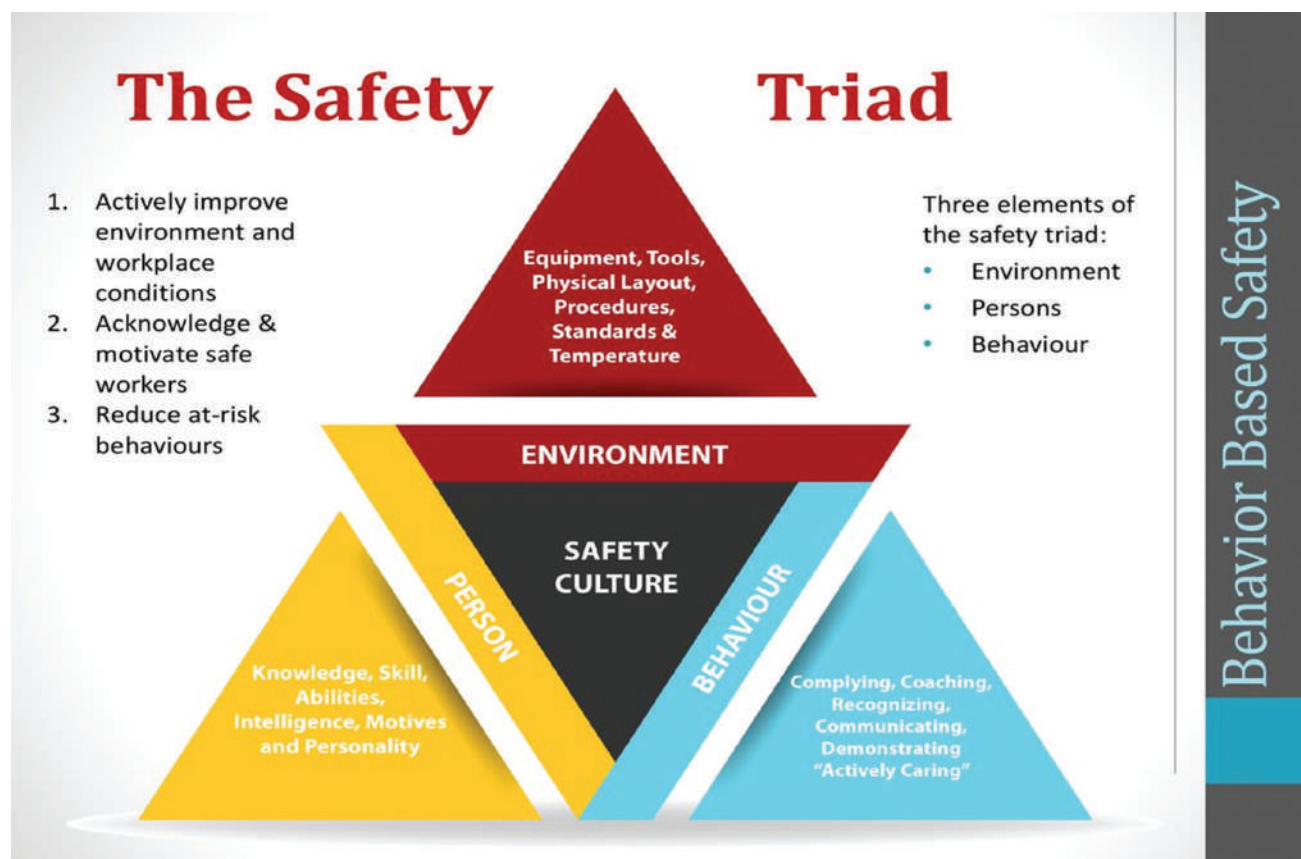 The Safety Triad
1. Actively improve
environment and
workplace
conditions
2. Acknowledge &
motivate safe
workers
3. Reduce at-risk
behaviours
Equipment, Tools,
Physical Layout,
Procedures,
Standards &
Temperature
Three elements of
the safety triad:
• Environment
• Persons
• Behaviour
ENVIRONMENT
SAFETY
CULTURE
PERSON
BEHAVIOUR
Knowledge, Skill,
Abilities,
Intelligence, Motives
and Personality
Complying, Coaching,
Recognizing,
Communicating,
Demonstrating
“Actively Caring”
Behavior Based Safety